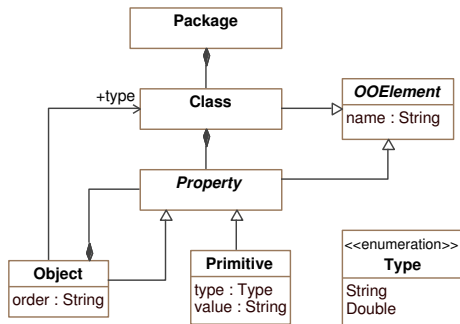 Package
+type
Class
OOElement
name : String
Property
Object
order : String
Primitive
type : Type
value : String
<<enumeration>>
Type
String
Double